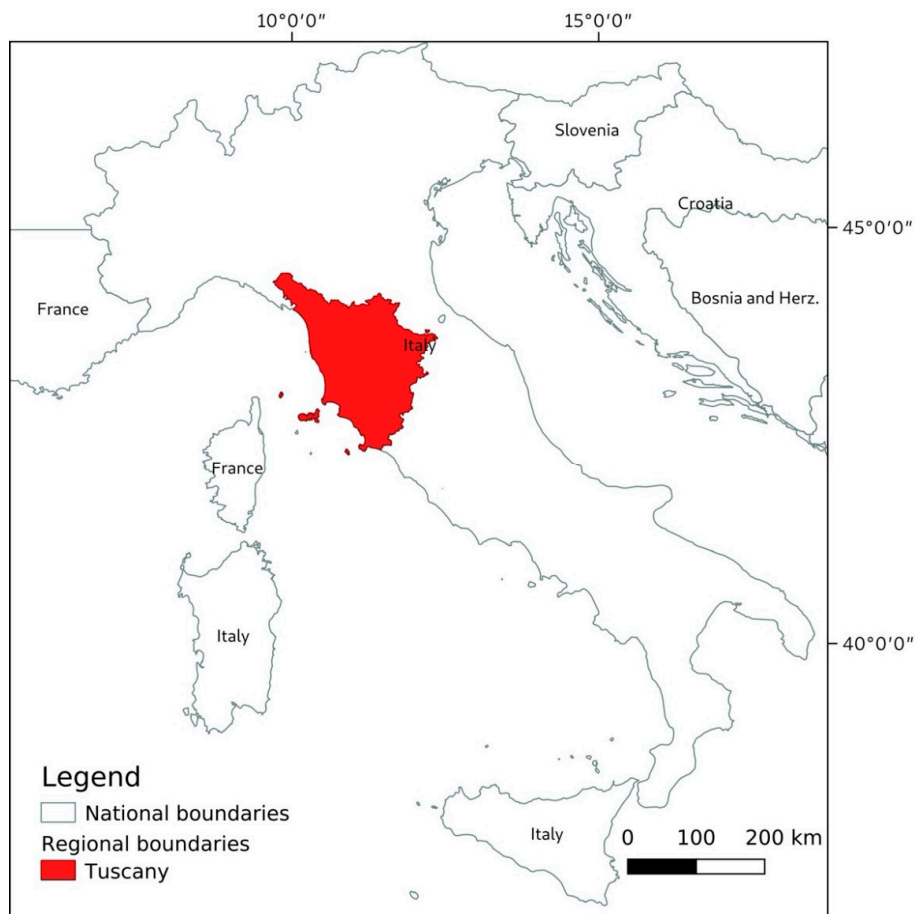 10°0′0″ 15°0′0″
Slovenia
Croatia
45°0′0″
Bosnia and Herz.
France
Italy
France
Italy
40°0′0″
Legend
National boundaries
Regional boundaries
Tuscany
Italy
0 100 200 km